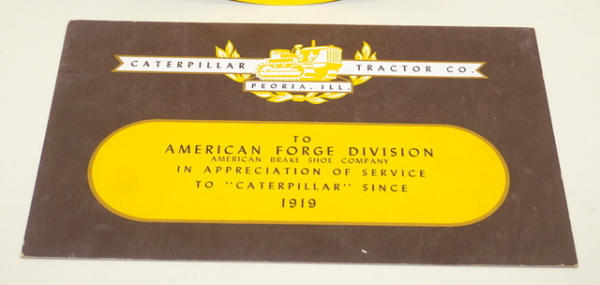 CATERPILLAR TRACTOR CO.
PEORIA, ILL.
TO
AMERICAN FORGE DIVISION
AMERICAN BRAKE SHOE COMPANY
IN APPRECIATION OF SERVICE
TO "CATERPILLAR" SINCE
1919